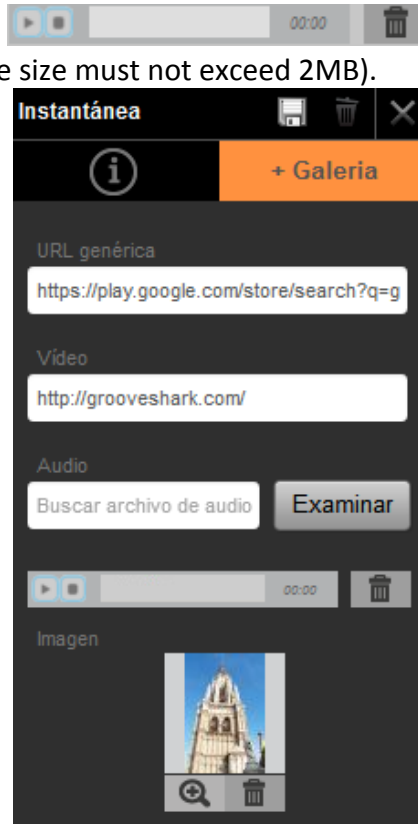 00:00
e size must not exceed 2MB).
Instantánea
i + Galeria
URL genérica
https://play.google.com/store/search?q=g
Vídeo
http://grooveshark.com/
Audio
Buscar archivo de audio Examinar
00:00
Imagen